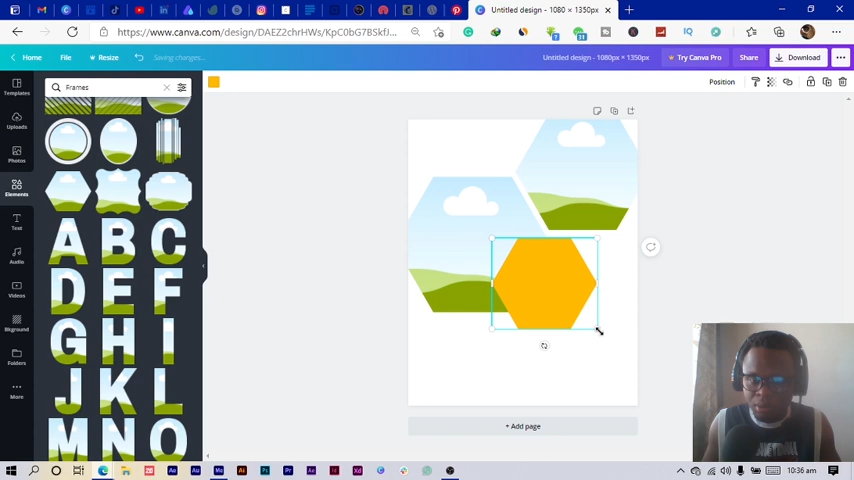 Untitled design - 1080 × 1350px
https://www.canva.com/design/DAEZ2chrHWs/KpC0bG7BSkfJ...
Home
File
Resize
Saving changes...
Untitled design - 1080px × 1350px
Try Canva Pro
Share
Download
Templates
Uploads
Photos
Elements
Text
Audio
Videos
Bkground
Folders
More
Frames
Position
A B C
D E F
G H I
J K L
M N O
+ Add page
10:36 am